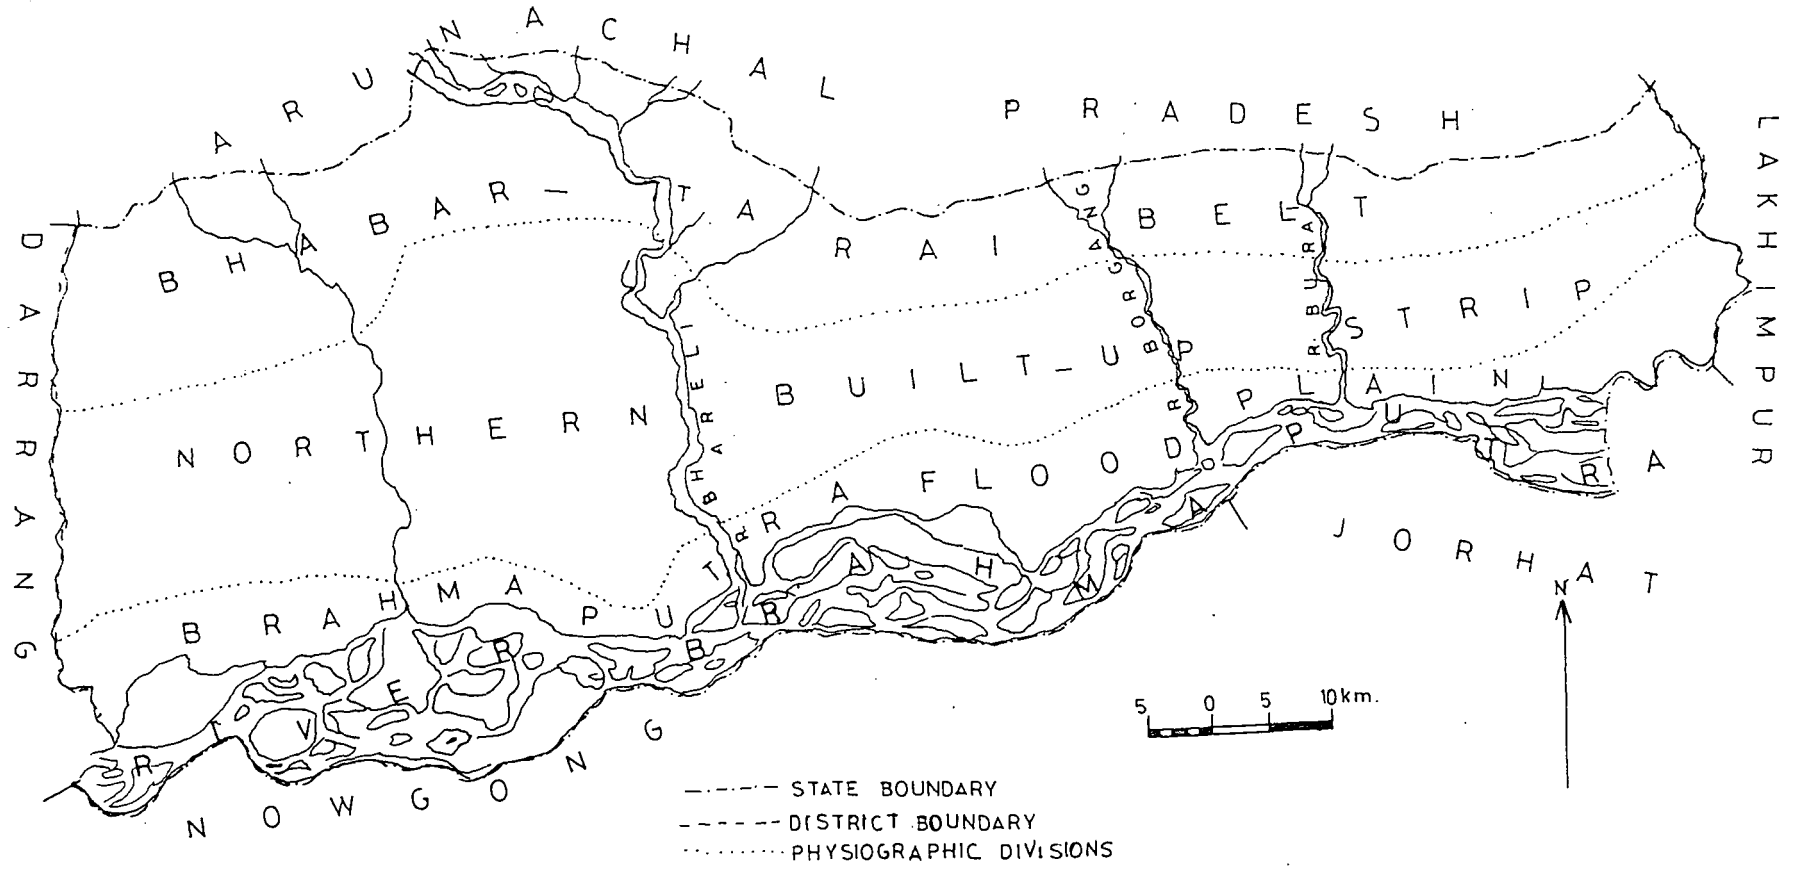 ARUNACHAL PRADESH
BHABAR-TARAI BELT
NORTHERN BUILT-UP STRIP
BRAHMAPUTRA FLOOD PLAIN
R. BHARELI
R. BORGANG
R. BURAI
BRAHMAPUTRA
RIVER
DARRANG
LAKHIMPUR
JORHAT
NOWGONG
N
5 0 5 10km.
STATE BOUNDARY
DISTRICT BOUNDARY
PHYSIOGRAPHIC DIVISIONS